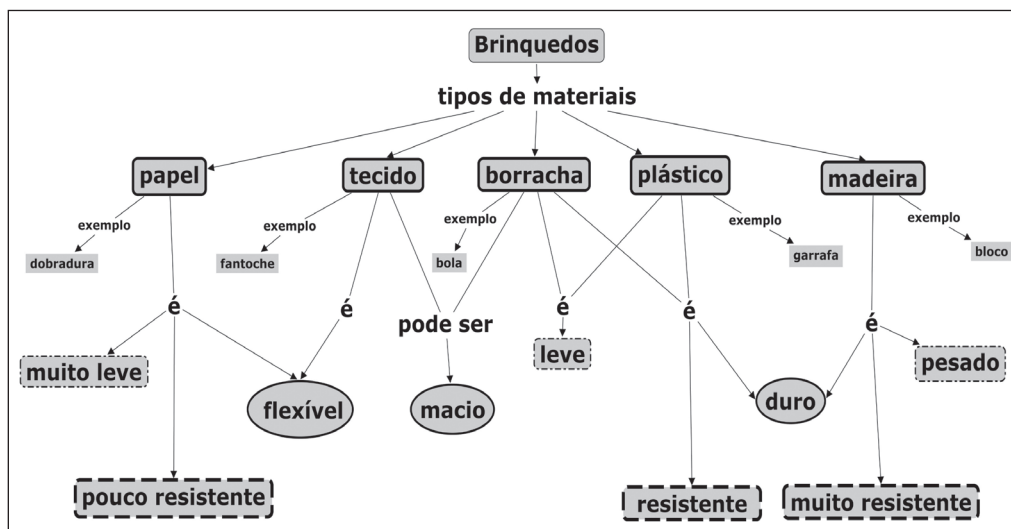 Brinquedos
tipos de materiais
papel
tecido
borracha
plástico
madeira
exemplo
exemplo
exemplo
exemplo
exemplo
dobradura
fantoche
bola
garrafa
bloco
é
é
pode ser
é
é
é
muito leve
leve
pesado
flexível
macio
duro
pouco resistente
resistente
muito resistente